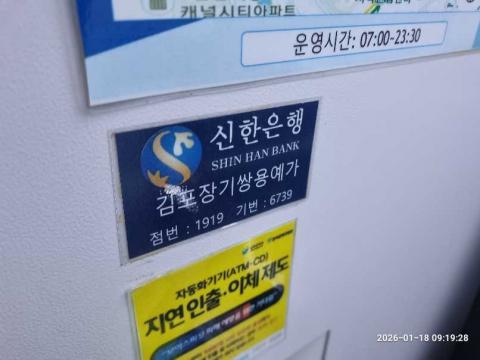 캐널시티아파트
운영시간: 07:00-23:30
신한은행
SHIN HAN BANK
김포장기쌍용예가
점번 : 1919 기번 : 6739
자동화기기(ATM·CD)
지연 인출·이체 제도
2026-01-18 09:19:28